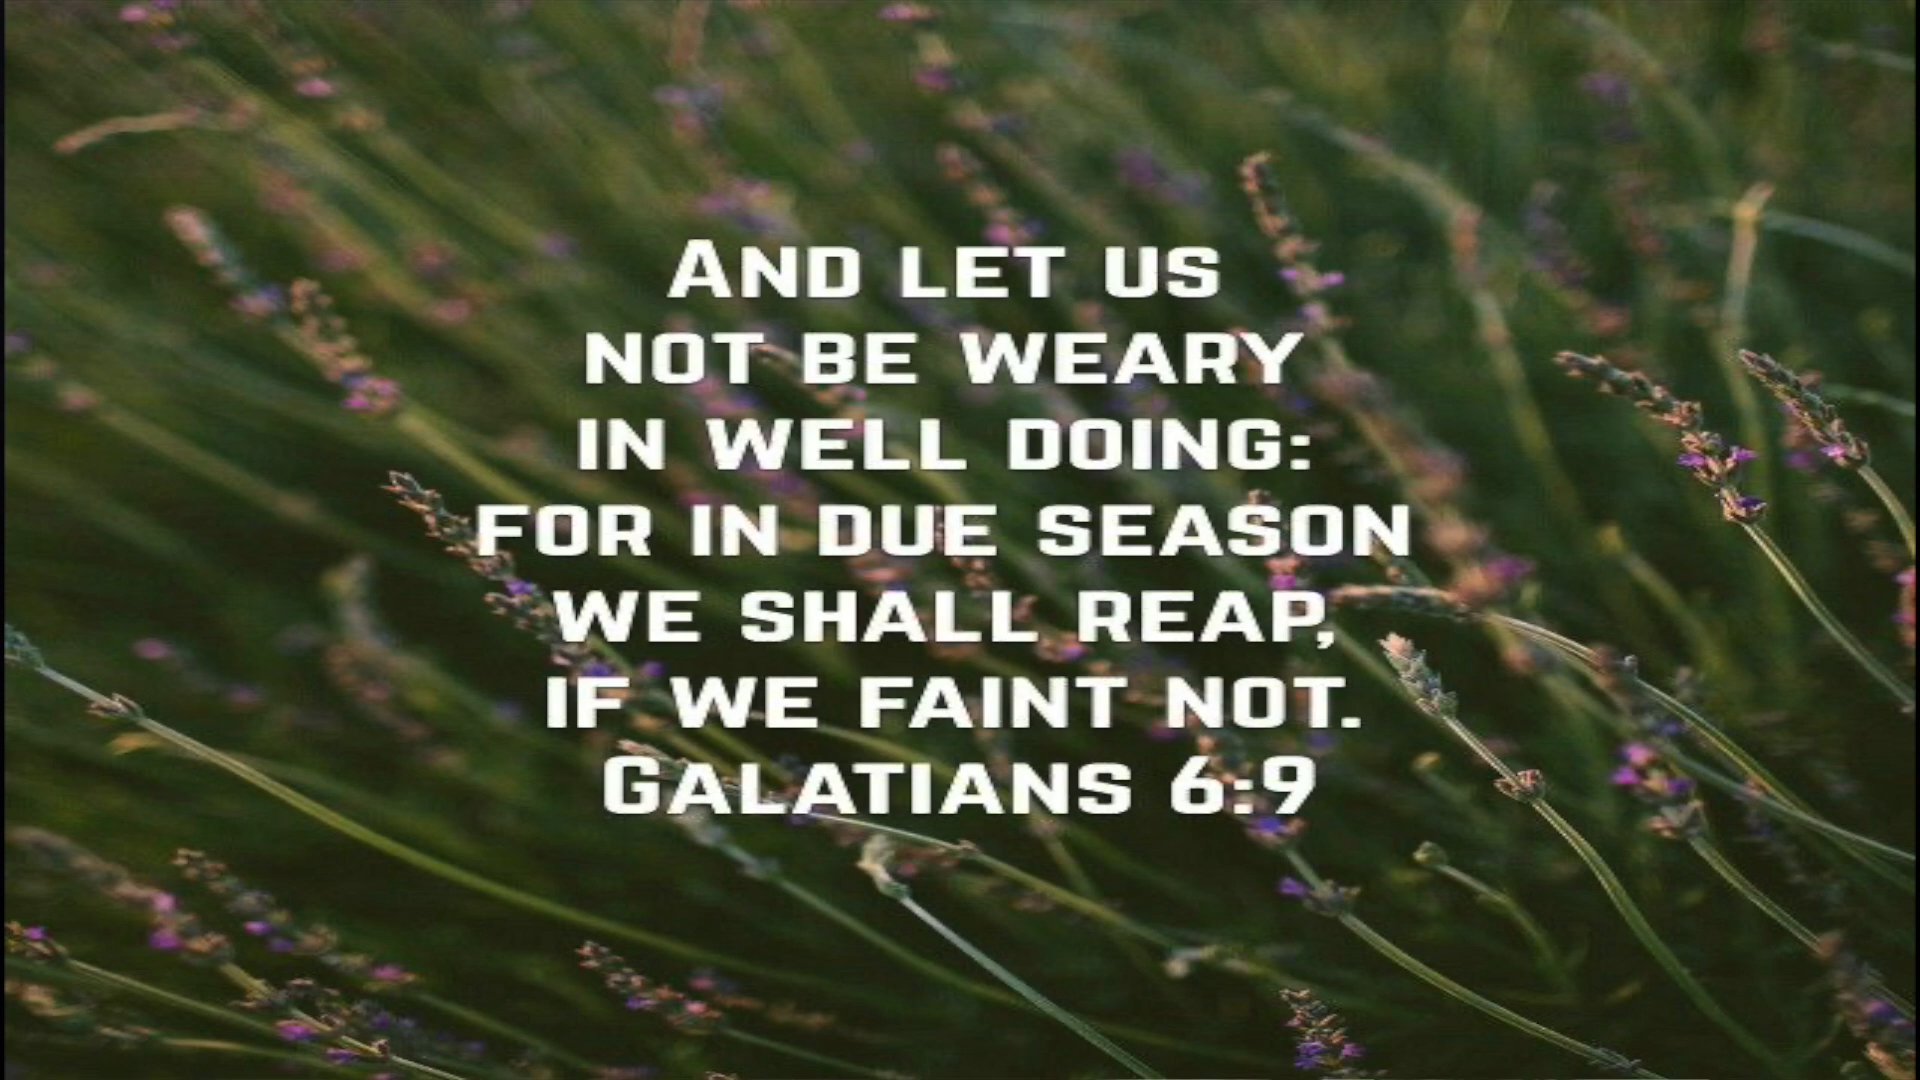 And let us
not be weary
in well doing:
for in due season
we shall reap,
if we faint not.
Galatians 6:9